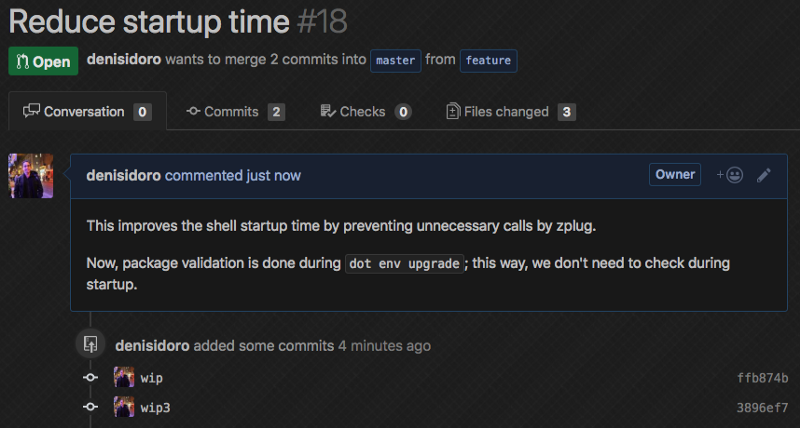 Reduce startup time #18
Open denisidoro wants to merge 2 commits into master from feature
Conversation 0 Commits 2 Checks 0 Files changed 3
denisidoro commented just now Owner
This improves the shell startup time by preventing unnecessary calls by zplug.
Now, package validation is done during dot env upgrade; this way, we don't need to check during
startup.
denisidoro added some commits 4 minutes ago
wip ffb874b
wip3 3896ef7